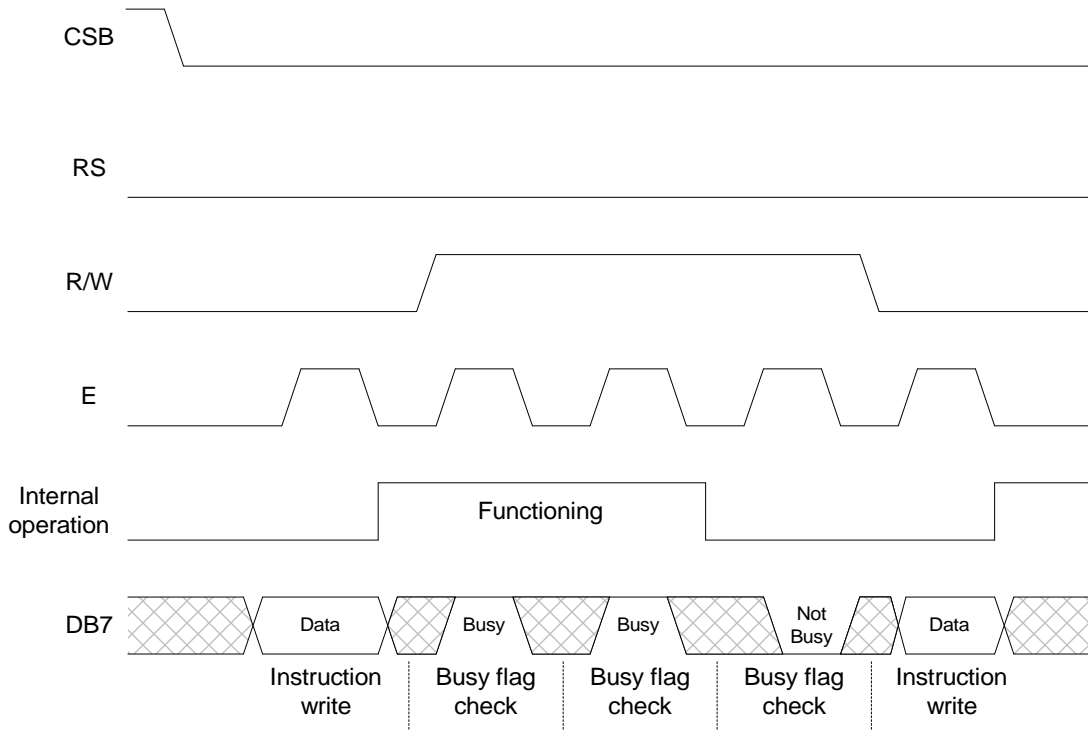 CSB
RS
R/W
E
Internal
operation
Functioning
DB7
Data
Busy
Busy
Not
Busy
Data
Instruction
write
Busy flag
check
Busy flag
check
Busy flag
check
Instruction
write